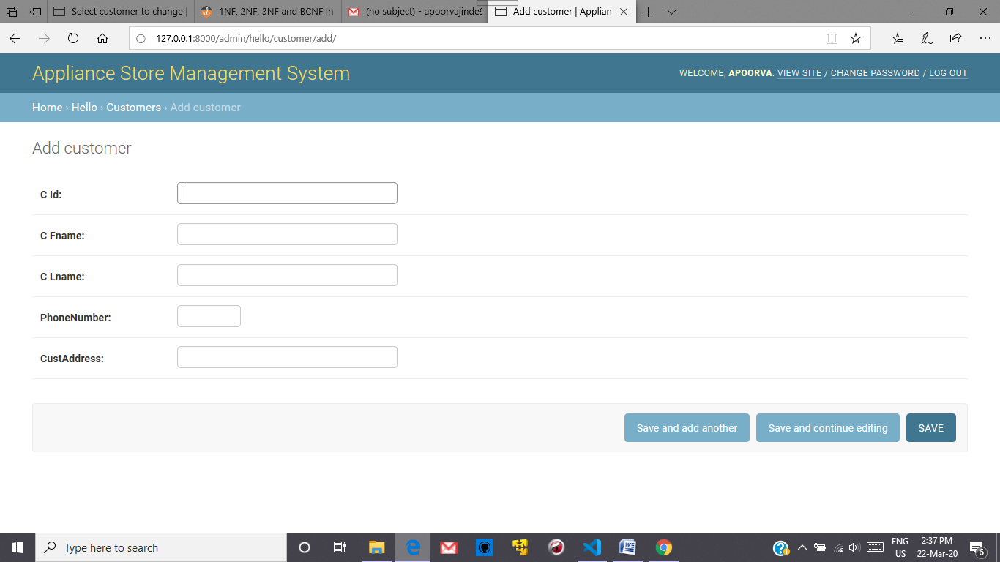 Select customer to change |
1NF, 2NF, 3NF and BCNF in
(no subject) - apoorvajinde9
Add customer | Applian
127.0.0.1:8000/admin/hello/customer/add/
Appliance Store Management System
WELCOME, APOORVA. VIEW SITE / CHANGE PASSWORD / LOG OUT
Home › Hello › Customers › Add customer
Add customer
C Id:
C Fname:
C Lname:
PhoneNumber:
CustAddress:
Save and add another
Save and continue editing
SAVE
Type here to search
ENG
US
2:37 PM
22-Mar-20
6